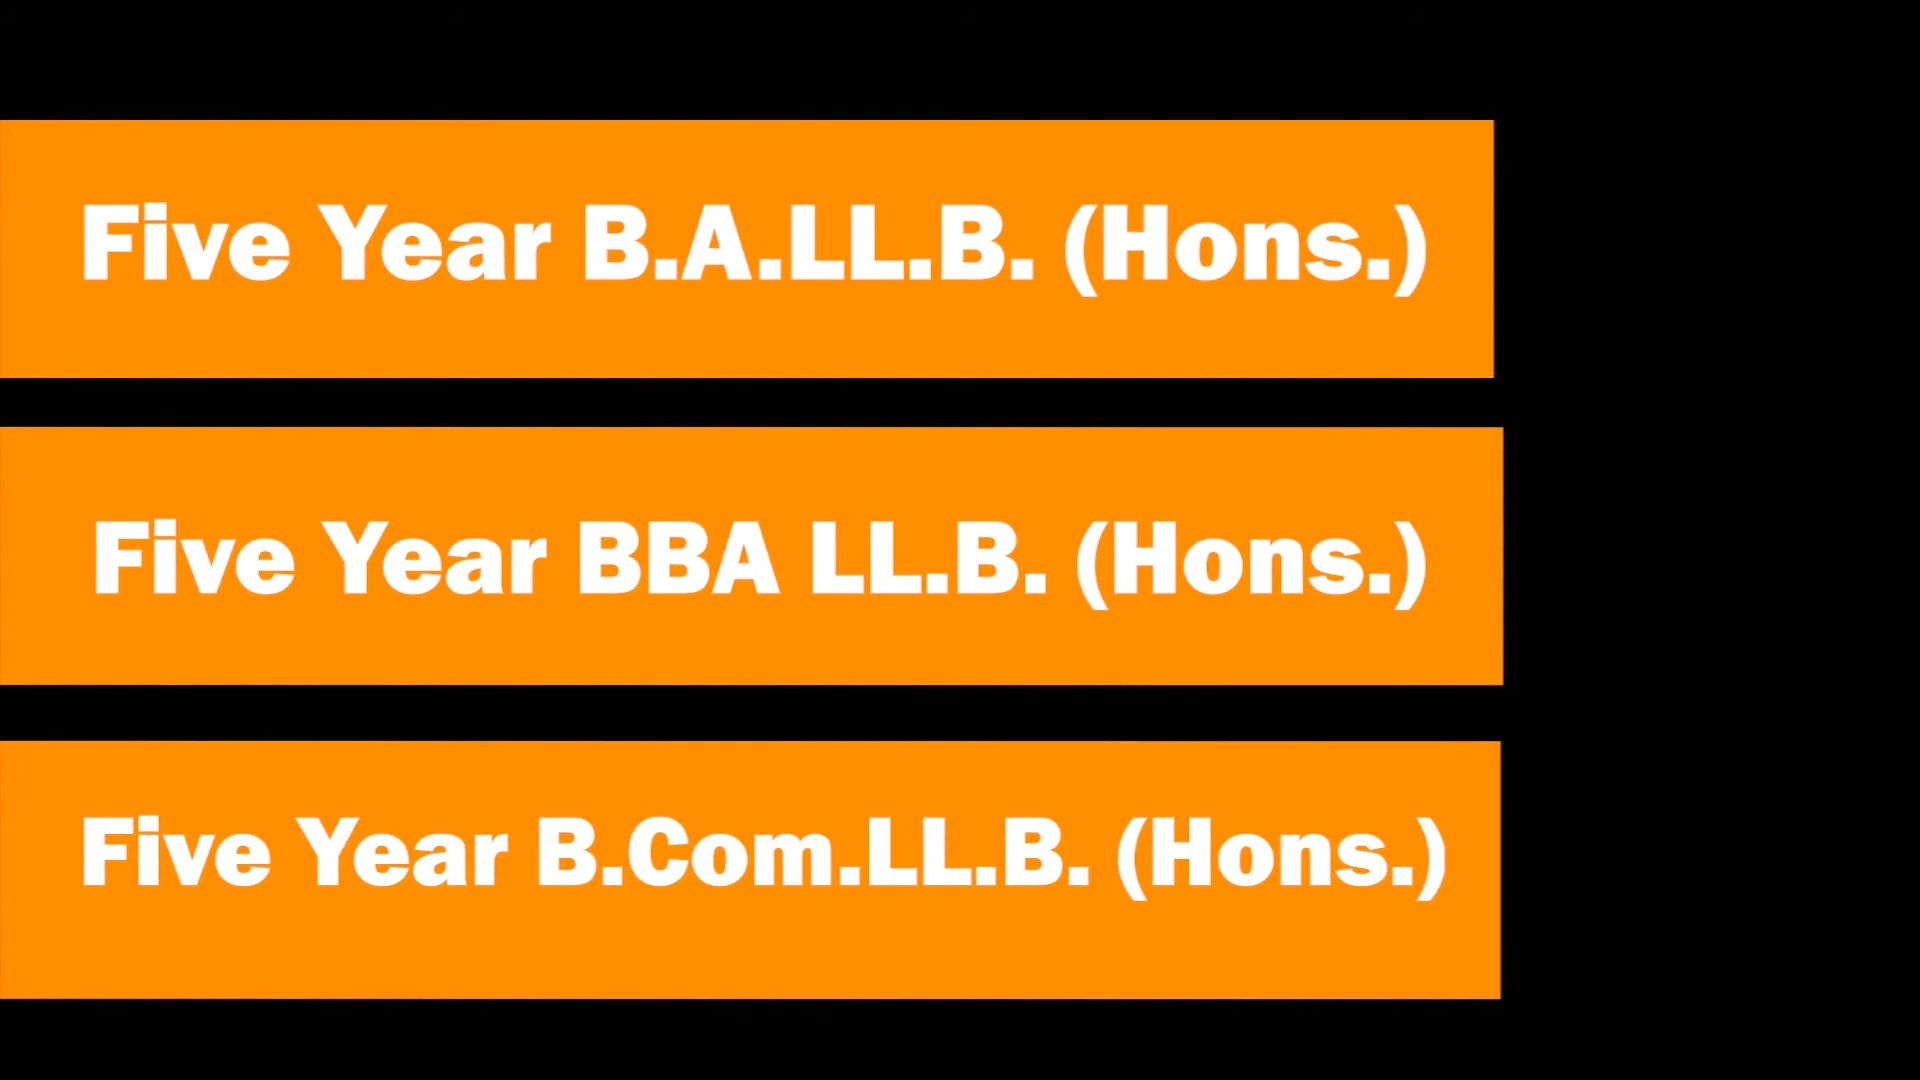 Five Year B.A.LL.B. (Hons.)
Five Year BBA LL.B. (Hons.)
Five Year B.Com.LL.B. (Hons.)